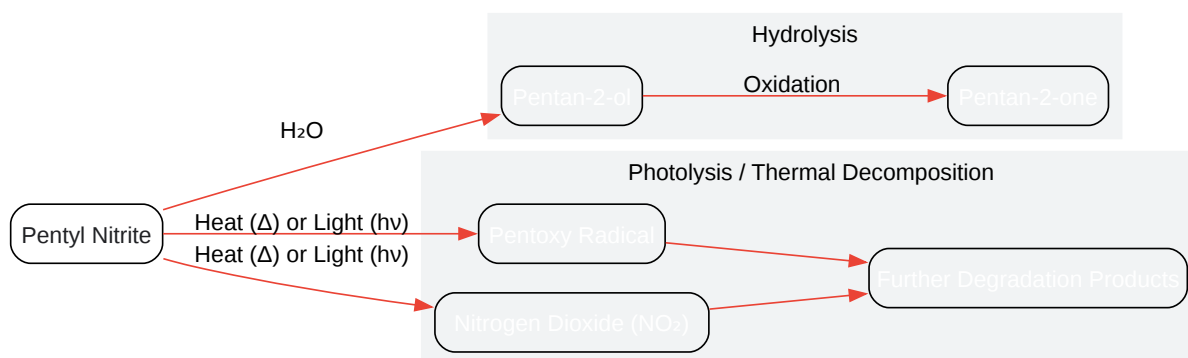 Hydrolysis
Pentan-2-ol
Oxidation
Pentan-2-one
H₂O
Photolysis / Thermal Decomposition
Pentyl Nitrite
Heat (Δ) or Light (hν)
Heat (Δ) or Light (hν)
Pentoxy Radical
Further Degradation Products
Nitrogen Dioxide (NO₂)